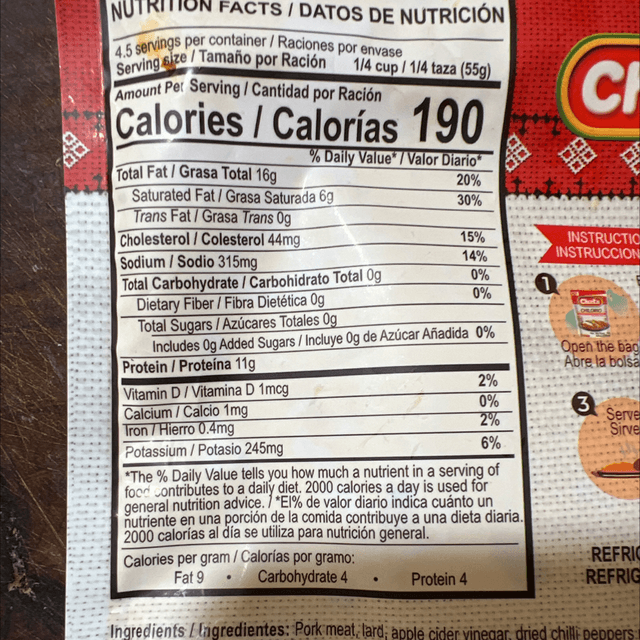 NUTRITION FACTS / DATOS DE NUTRICIÓN
4.5 servings per container / Raciones por envase
Serving size / Tamaño por Ración 1/4 cup / 1/4 taza (55g)
Amount Per Serving / Cantidad por Ración
Calories / Calorías 190
% Daily Value* / Valor Diario*
Total Fat / Grasa Total 16g 20%
Saturated Fat / Grasa Saturada 6g 30%
Trans Fat / Grasa Trans 0g
Cholesterol / Colesterol 44mg 15%
Sodium / Sodio 315mg 14%
Total Carbohydrate / Carbohidrato Total 0g 0%
Dietary Fiber / Fibra Dietética 0g 0%
Total Sugars / Azúcares Totales 0g
Includes 0g Added Sugars / Incluye 0g de Azúcar Añadida 0%
Protein / Proteína 11g
Vitamin D / Vitamina D 1mcg 2%
Calcium / Calcio 1mg 0%
Iron / Hierro 0.4mg 2%
Potassium / Potasio 245mg 6%
*The % Daily Value tells you how much a nutrient in a serving of
food contributes to a daily diet. 2000 calories a day is used for
general nutrition advice. / *El% de valor diario indica cuánto un
nutriente en una porción de la comida contribuye a una dieta diaria.
2000 calorías al día se utiliza para nutrición general.
Calories per gram / Calorías por gramo:
Fat 9 • Carbohydrate 4 • Protein 4
Ingredients / Ingredientes: Pork meat, lard, apple cider vinegar, dried chilli peppers
INSTRUCTIO
INSTRUCCION
1
Chata
CHILORIO
Open the bag
Abre la bolsa
3
Serve
Sirve
REFRIG
REFRIG